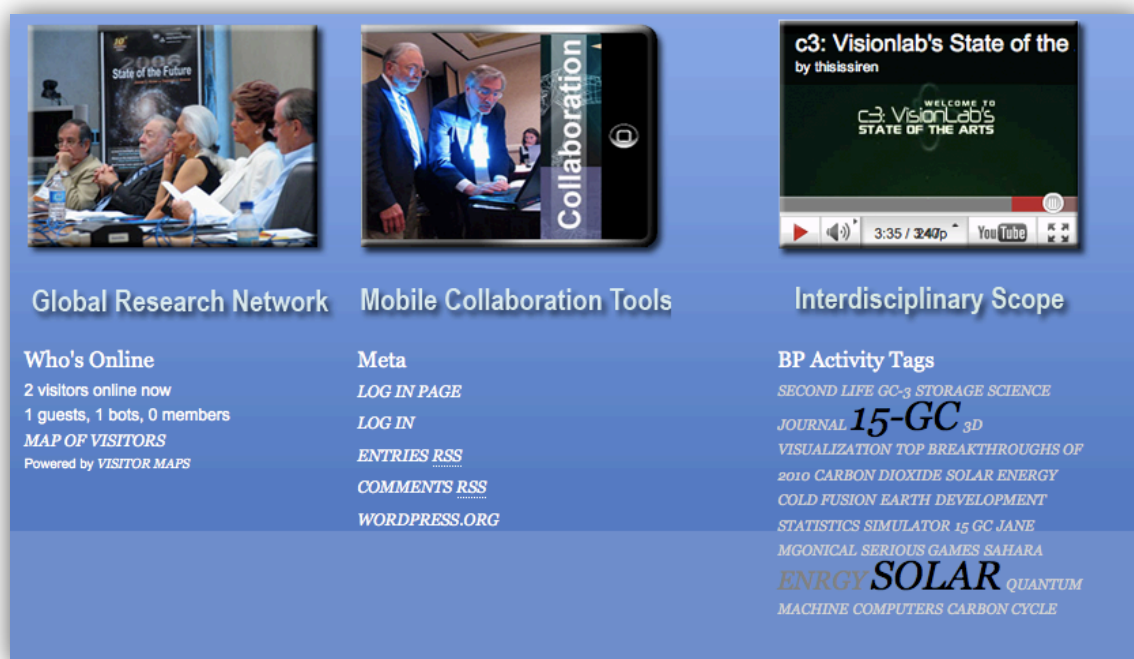 2006
State of the Future
Collaboration
c3: Visionlab's State of the
by thisissiren
WELCOME TO
c3: VisionLab's
STATE OF THE ARTS
3:35 /
YouTube
Global Research Network
Mobile Collaboration Tools
Interdisciplinary Scope
Who's Online
2 visitors online now
1 guests, 1 bots, 0 members
MAP OF VISITORS
Powered by VISITOR MAPS
Meta
LOG IN PAGE
LOG IN
ENTRIES RSS
COMMENTS RSS
WORDPRESS.ORG
BP Activity Tags
SECOND LIFE GC-3 STORAGE SCIENCE
JOURNAL 15-GC 3D
VISUALIZATION TOP BREAKTHROUGHS OF
2010 CARBON DIOXIDE SOLAR ENERGY
COLD FUSION EARTH DEVELOPMENT
STATISTICS SIMULATOR 15 GC JANE
MGONICAL SERIOUS GAMES SAHARA
ENRGY SOLAR QUANTUM
MACHINE COMPUTERS CARBON CYCLE